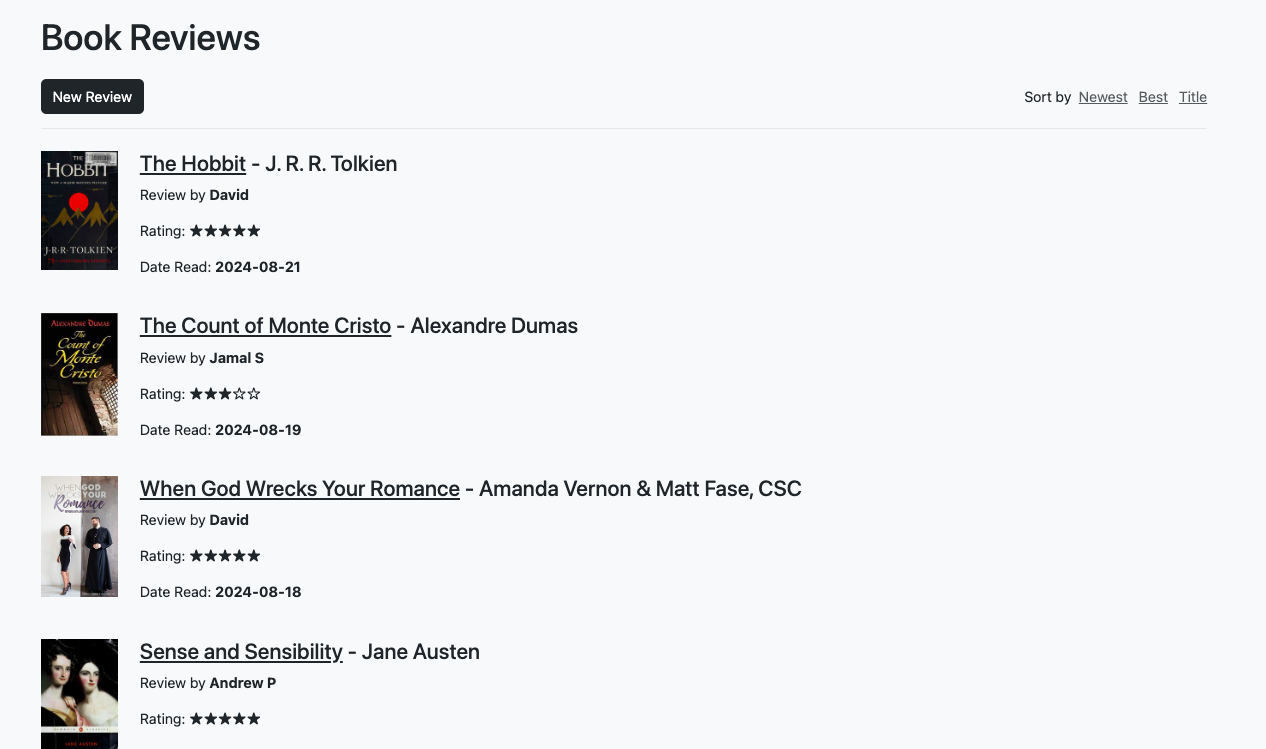 Book Reviews
New Review
Sort by Newest Best Title
THE
HOBBIT
J.R.R. TOLKIEN
The Hobbit - J. R. R. Tolkien
Review by David
Rating: ★★★★★
Date Read: 2024-08-21
ALEXANDRE DUMAS
The
Count of
Monte
Cristo
The Count of Monte Cristo - Alexandre Dumas
Review by Jamal S
Rating: ★★★☆☆
Date Read: 2024-08-19
WHEN GOD
WRECKS YOUR
Romance
When God Wrecks Your Romance - Amanda Vernon & Matt Fase, CSC
Review by David
Rating: ★★★★★
Date Read: 2024-08-18
JANE AUSTEN
Sense and Sensibility - Jane Austen
Review by Andrew P
Rating: ★★★★★